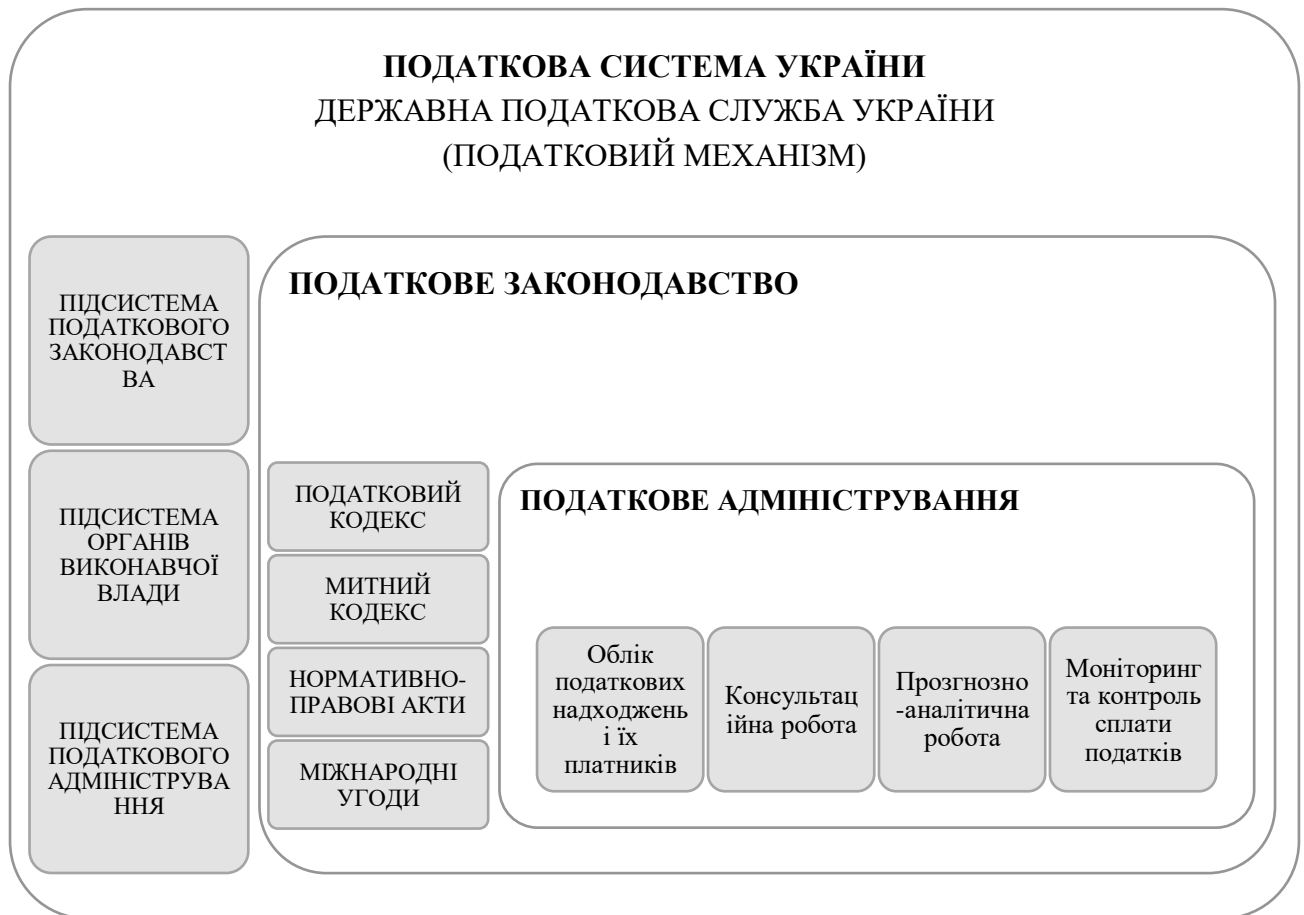 ПОДАТКОВА СИСТЕМА УКРАЇНИ
ДЕРЖАВНА ПОДАТКОВА СЛУЖБА УКРАЇНИ
(ПОДАТКОВИЙ МЕХАНІЗМ)
ПІДСИСТЕМА
ПОДАТКОВОГО
ЗАКОНОДАВСТ
ВА
ПІДСИСТЕМА
ОРГАНІВ
ВИКОНАВЧОЇ
ВЛАДИ
ПІДСИСТЕМА
ПОДАТКОВОГО
АДМІНІСТРУВА
ННЯ
ПОДАТКОВЕ ЗАКОНОДАВСТВО
ПОДАТКОВИЙ
КОДЕКС
МИТНИЙ
КОДЕКС
НОРМАТИВНО-
ПРАВОВІ АКТИ
МІЖНАРОДНІ
УГОДИ
ПОДАТКОВЕ АДМІНІСТРУВАННЯ
Облік
податкових
надходжень
і їх
платників
Консультац
ійна робота
Прозгнозно
-аналітична
робота
Моніторинг
та контроль
сплати
податків